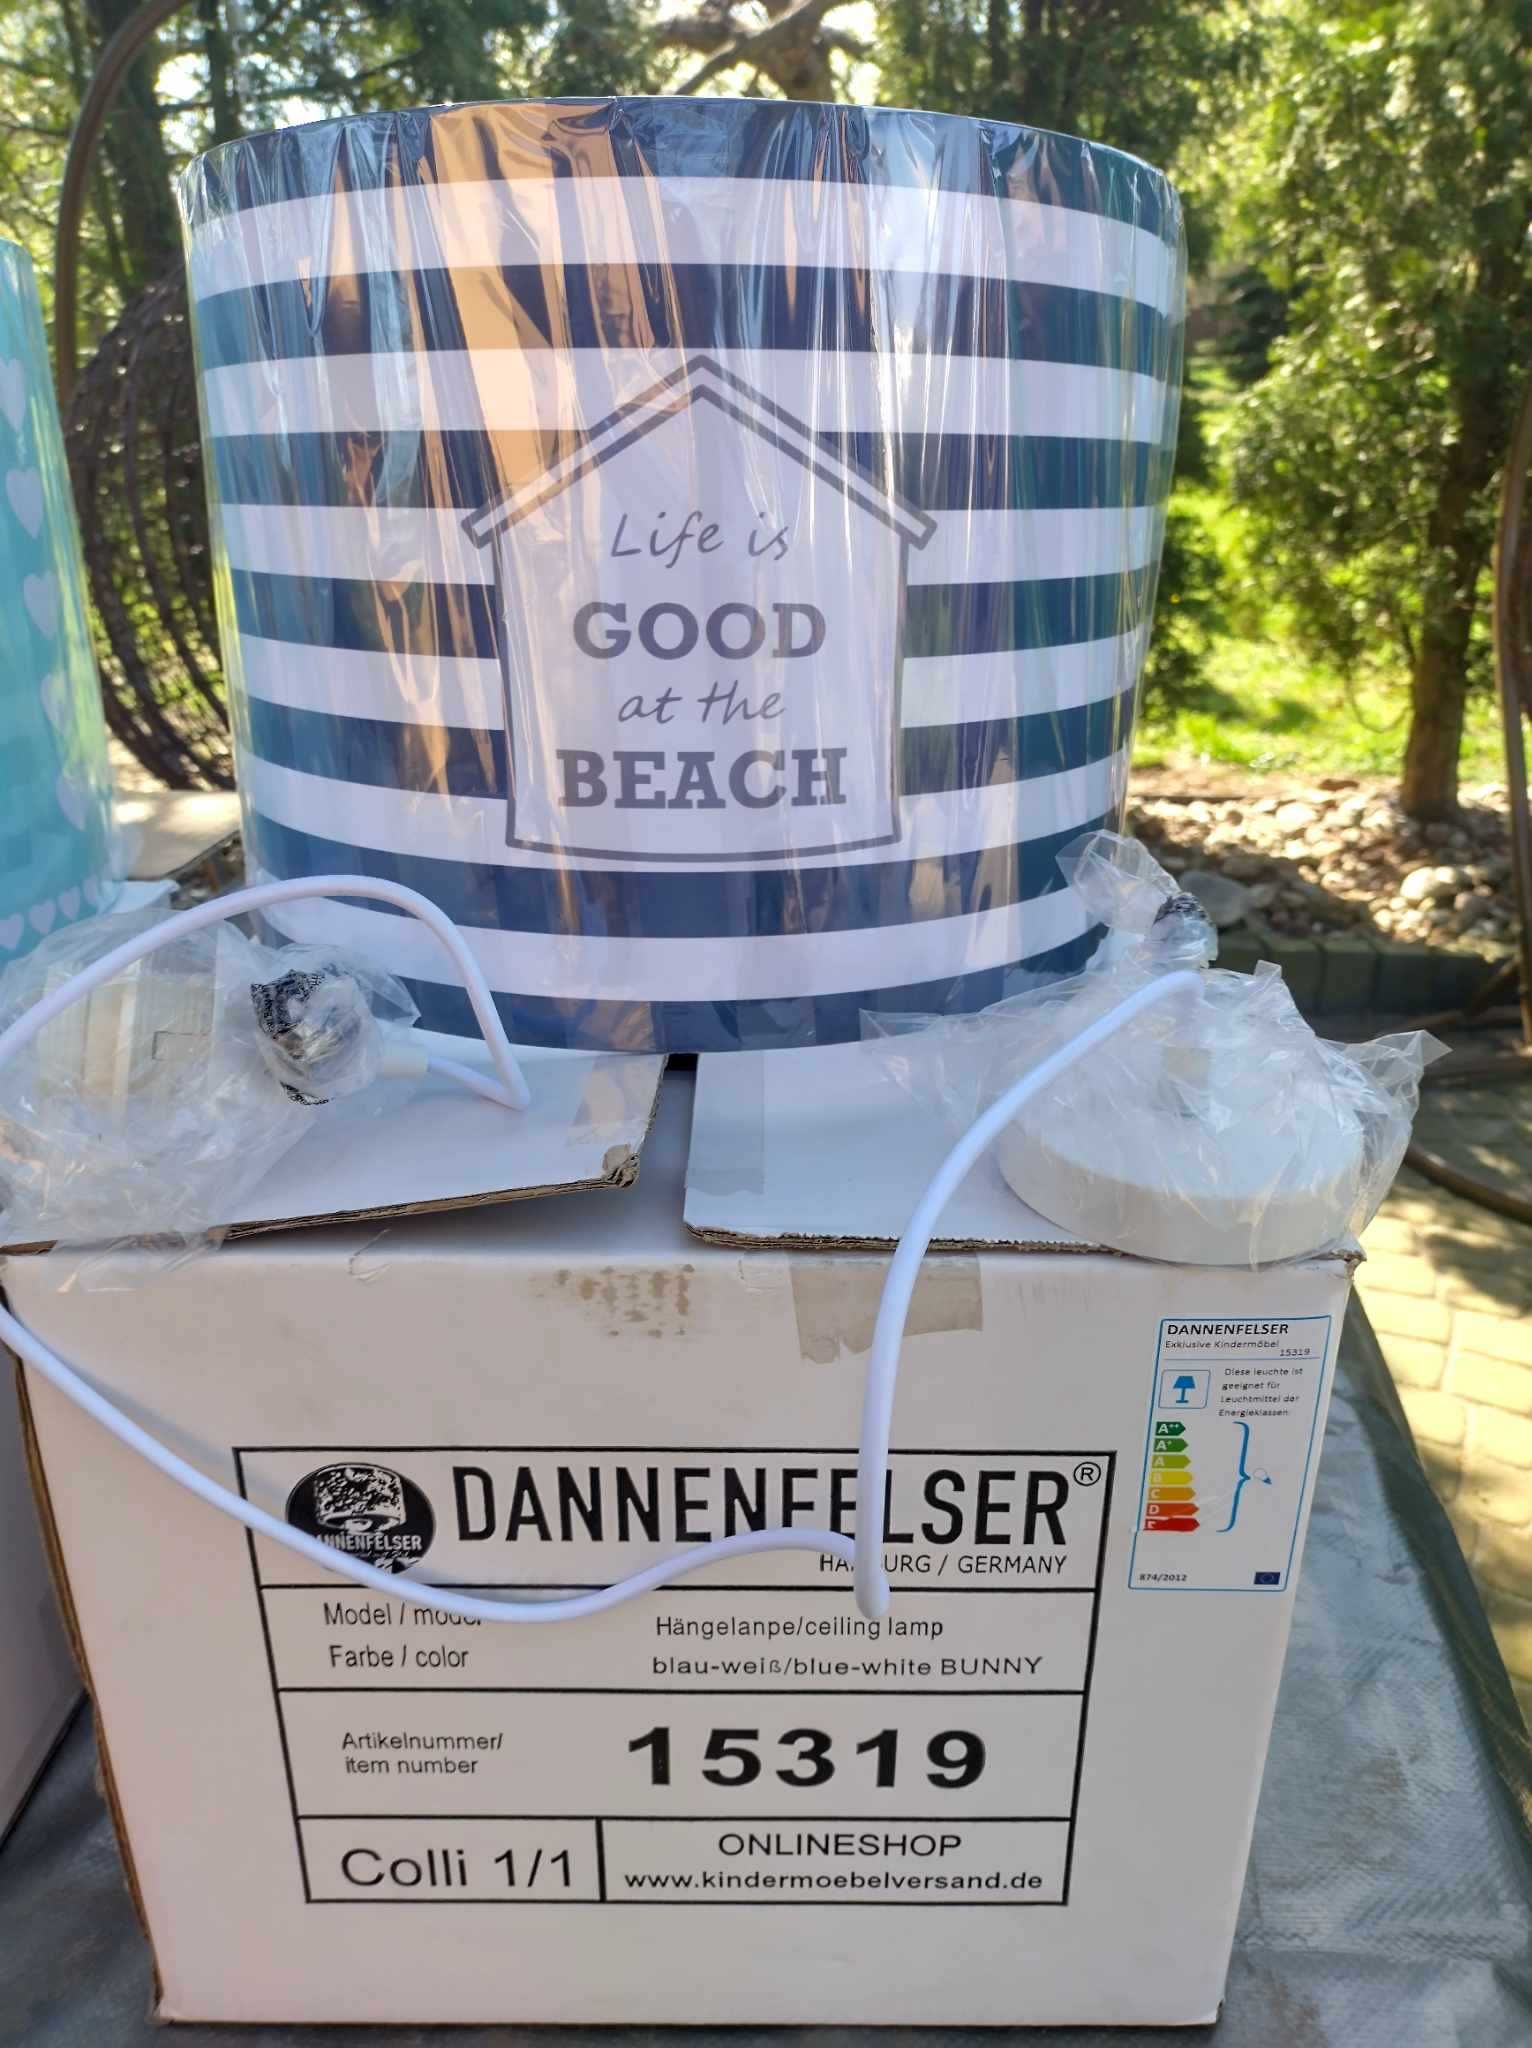 Life is
GOOD
at the
BEACH
DANNENFELSER
Exklusive Kindermöbel
15319
Diese leuchte ist
geeignet für
Leuchtmittel der
Energieklassen:
A++
A+
A
B
C
D
E
874/2012
DANNENFELSER®
/ GERMANY
Model /
Hängelanpe/ceiling lamp
Farbe / color
blau-weiß/blue-white BUNNY
Artikelnummer/
item number
15319
Colli 1/1
ONLINESHOP
www.kindermoebelversand.de